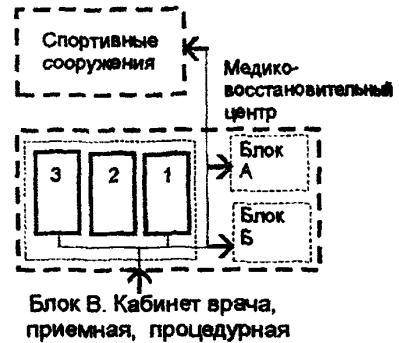 Спортивные
сооружения
Медико-
восстановительный
центр
3 2 1
Блок
А
Блок
Б
Блок В. Кабинет врача,
приемная, процедурная